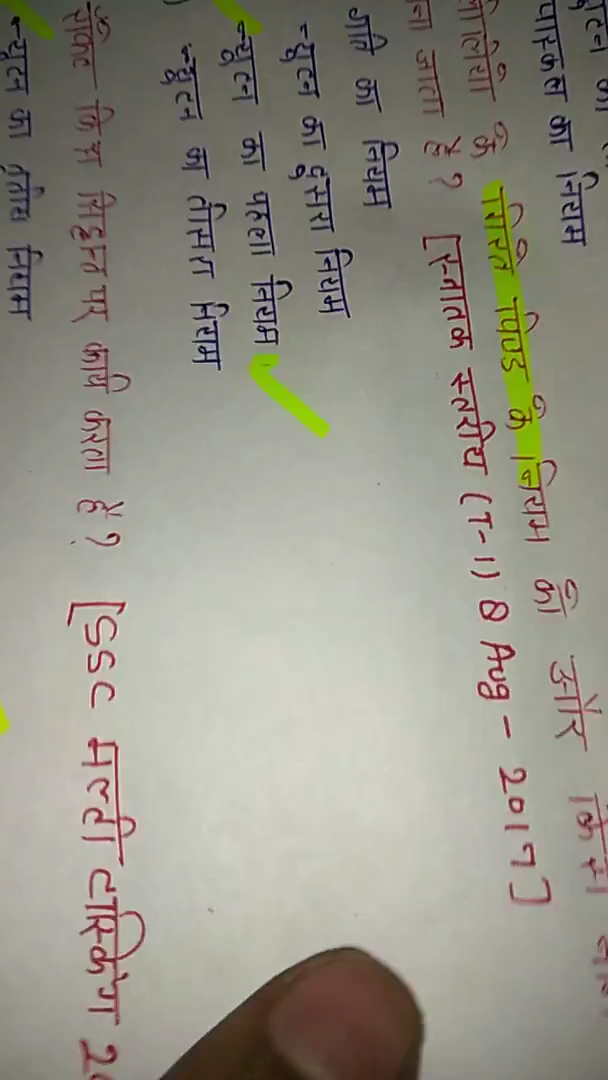 पास्कल का नियम
गिरते पिण्ड के नियम को और किस
जाता है? [स्नातक स्तरीय (T-1) 8 Aug - 2017]
गति का नियम
न्यूटन का दुसरा नियम
न्यूटन का पहला नियम
न्यूटन का तीसरा नियम
रॉकेट किस सिद्धान्त पर कार्य करता है? [SSC मल्टी टास्किंग
न्यूटन का तृतीय नियम